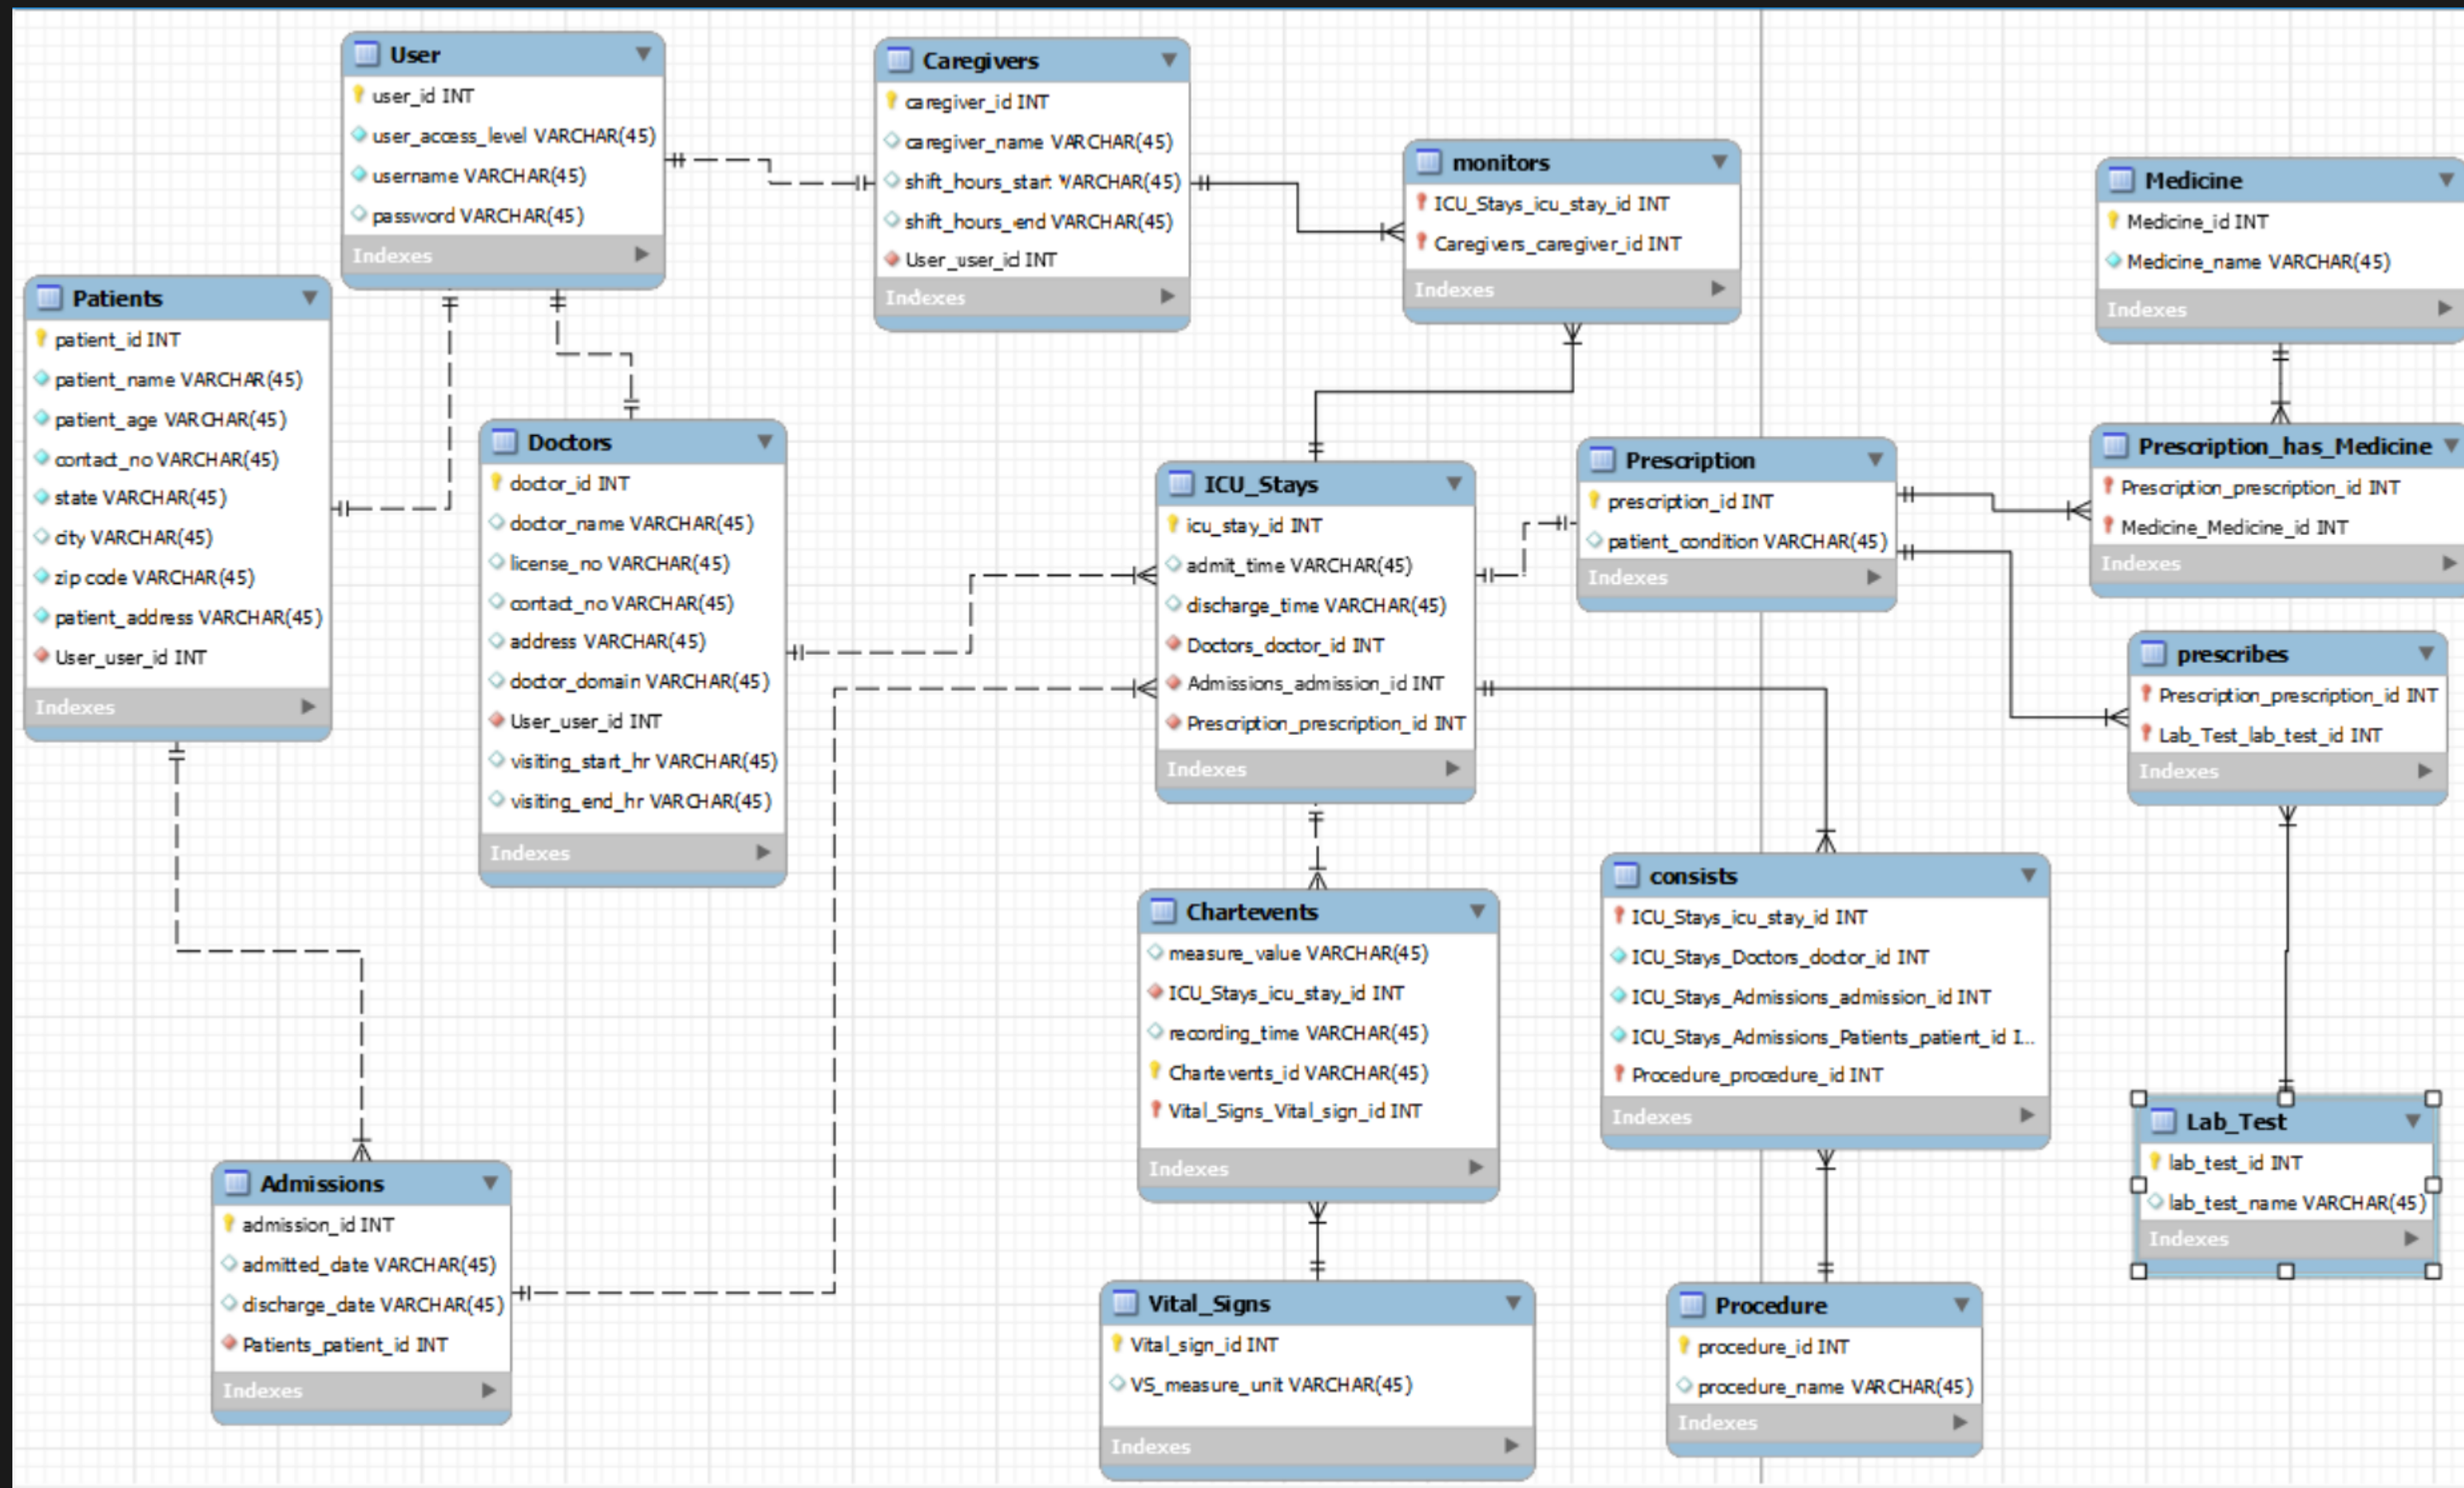 User
user_id INT
user_access_level VARCHAR(45)
username VARCHAR(45)
password VARCHAR(45)
Indexes
Caregivers
caregiver_id INT
caregiver_name VARCHAR(45)
shift_hours_start VARCHAR(45)
shift_hours_end VARCHAR(45)
User_user_id INT
Indexes
monitors
ICU_Stays_icu_stay_id INT
Caregivers_caregiver_id INT
Indexes
Medicine
Medicine_id INT
Medicine_name VARCHAR(45)
Indexes
Patients
patient_id INT
patient_name VARCHAR(45)
patient_age VARCHAR(45)
contact_no VARCHAR(45)
state VARCHAR(45)
city VARCHAR(45)
zip code VARCHAR(45)
patient_address VARCHAR(45)
User_user_id INT
Indexes
Doctors
doctor_id INT
doctor_name VARCHAR(45)
license_no VARCHAR(45)
contact_no VARCHAR(45)
address VARCHAR(45)
doctor_domain VARCHAR(45)
User_user_id INT
visiting_start_hr VARCHAR(45)
visiting_end_hr VARCHAR(45)
Indexes
ICU_Stays
icu_stay_id INT
admit_time VARCHAR(45)
discharge_time VARCHAR(45)
Doctors_doctor_id INT
Admissions_admission_id INT
Prescription_prescription_id INT
Indexes
Prescription
prescription_id INT
patient_condition VARCHAR(45)
Indexes
Prescription_has_Medicine
Prescription_prescription_id INT
Medicine_Medicine_id INT
Indexes
prescribes
Prescription_prescription_id INT
Lab_Test_lab_test_id INT
Indexes
Chartevents
measure_value VARCHAR(45)
ICU_Stays_icu_stay_id INT
recording_time VARCHAR(45)
Chartevents_id VARCHAR(45)
Vital_Signs_Vital_sign_id INT
Indexes
consists
ICU_Stays_icu_stay_id INT
ICU_Stays_Doctors_doctor_id INT
ICU_Stays_Admissions_admission_id INT
ICU_Stays_Admissions_Patients_patient_id I...
Procedure_procedure_id INT
Indexes
Lab_Test
lab_test_id INT
lab_test_name VARCHAR(45)
Indexes
Admissions
admission_id INT
admitted_date VARCHAR(45)
discharge_date VARCHAR(45)
Patients_patient_id INT
Indexes
Vital_Signs
Vital_sign_id INT
VS_measure_unit VARCHAR(45)
Indexes
Procedure
procedure_id INT
procedure_name VARCHAR(45)
Indexes